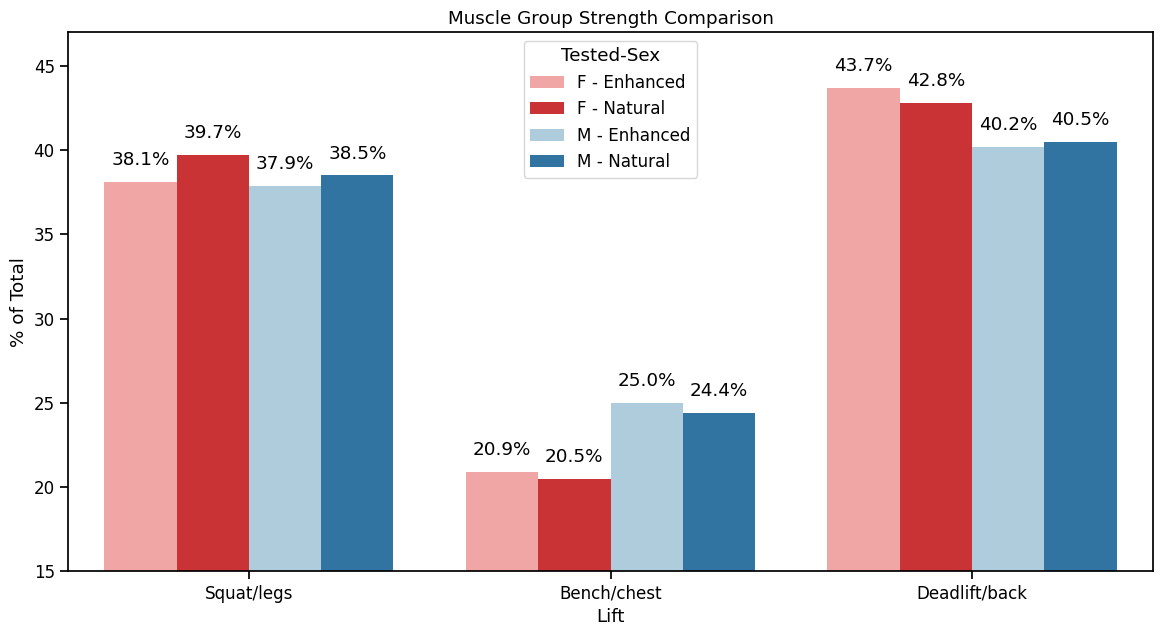 Muscle Group Strength Comparison
Tested-Sex
F - Enhanced
F - Natural
M - Enhanced
M - Natural
% of Total
45
40
35
30
25
20
15
38.1%
39.7%
37.9%
38.5%
20.9%
20.5%
25.0%
24.4%
43.7%
42.8%
40.2%
40.5%
Squat/legs
Bench/chest
Deadlift/back
Lift